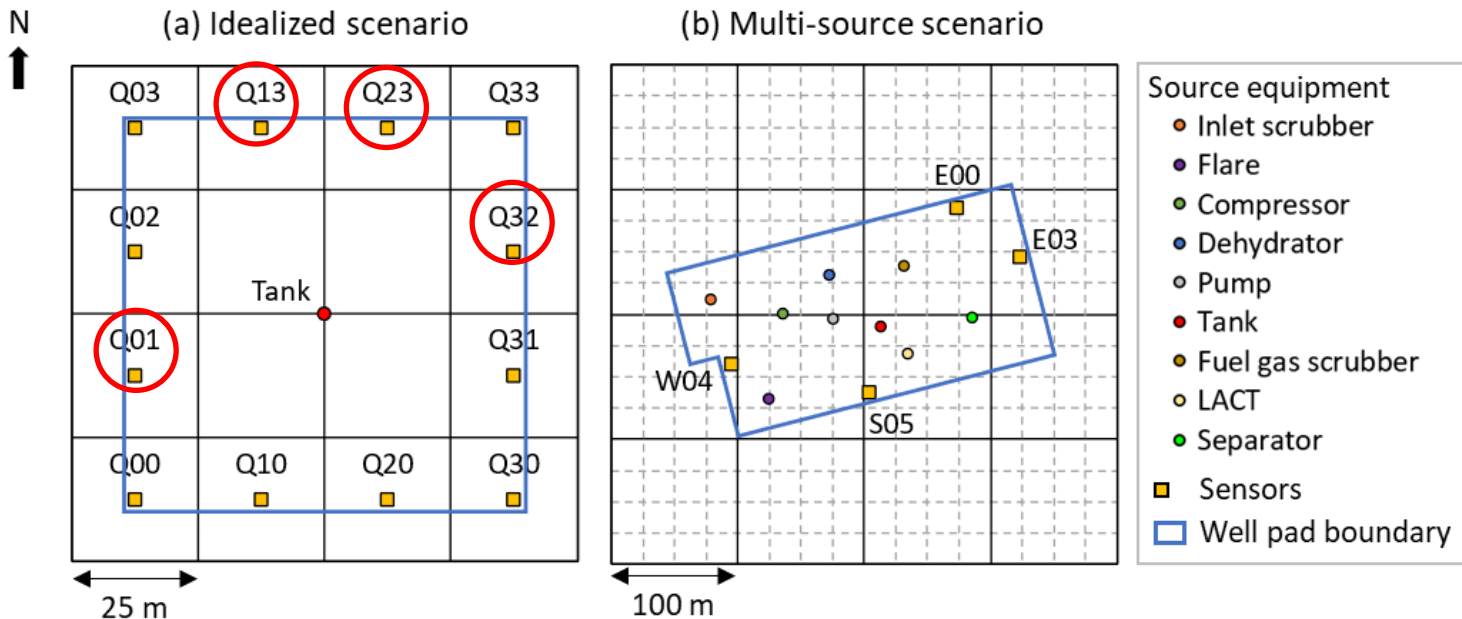 N
(a) Idealized scenario
(b) Multi-source scenario
Q03 Q13 Q23 Q33
Q02 Q32
Tank
Q01 Q31
Q00 Q10 Q20 Q30
25 m
E00
E03
W04
S05
100 m
Source equipment
Inlet scrubber
Flare
Compressor
Dehydrator
Pump
Tank
Fuel gas scrubber
LACT
Separator
Sensors
Well pad boundary